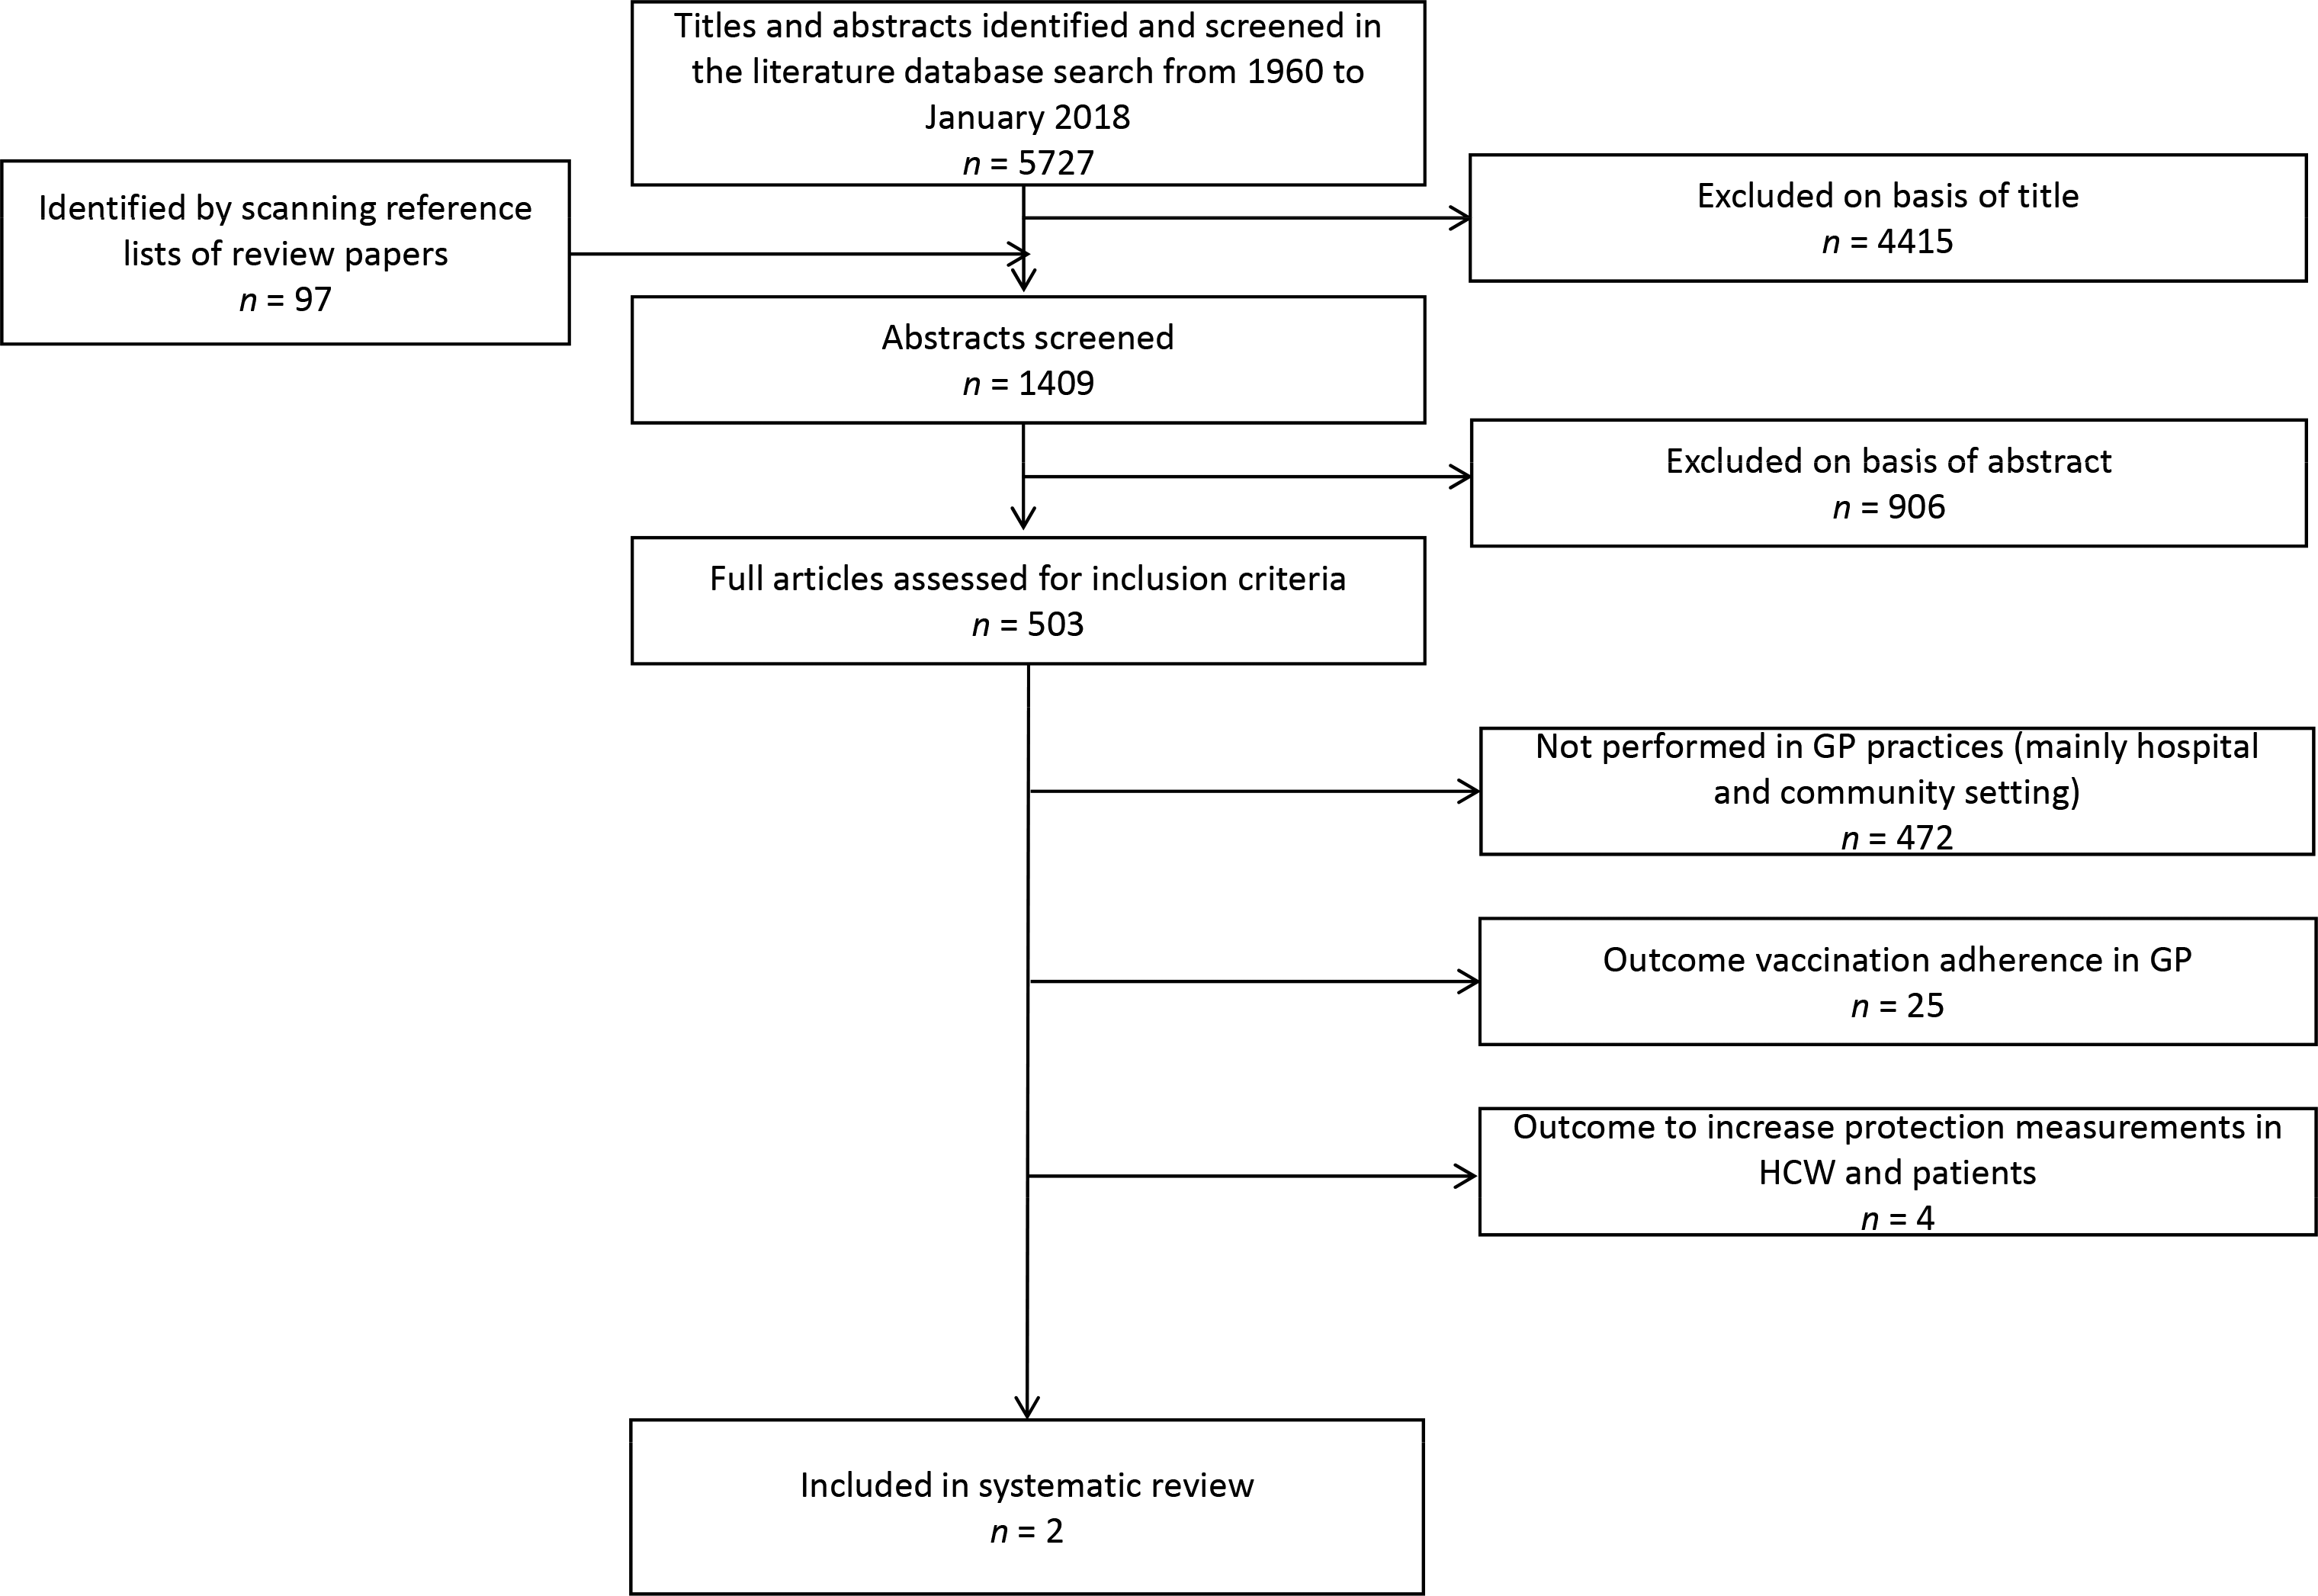 Titles and abstracts identified and screened in
the literature database search from 1960 to
January 2018
n = 5727
Identified by scanning reference
lists of review papers
n = 97
Excluded on basis of title
n = 4415
Abstracts screened
n = 1409
Excluded on basis of abstract
n = 906
Full articles assessed for inclusion criteria
n = 503
Not performed in GP practices (mainly hospital
and community setting)
n = 472
Outcome vaccination adherence in GP
n = 25
Outcome to increase protection measurements in
HCW and patients
n = 4
Included in systematic review
n = 2